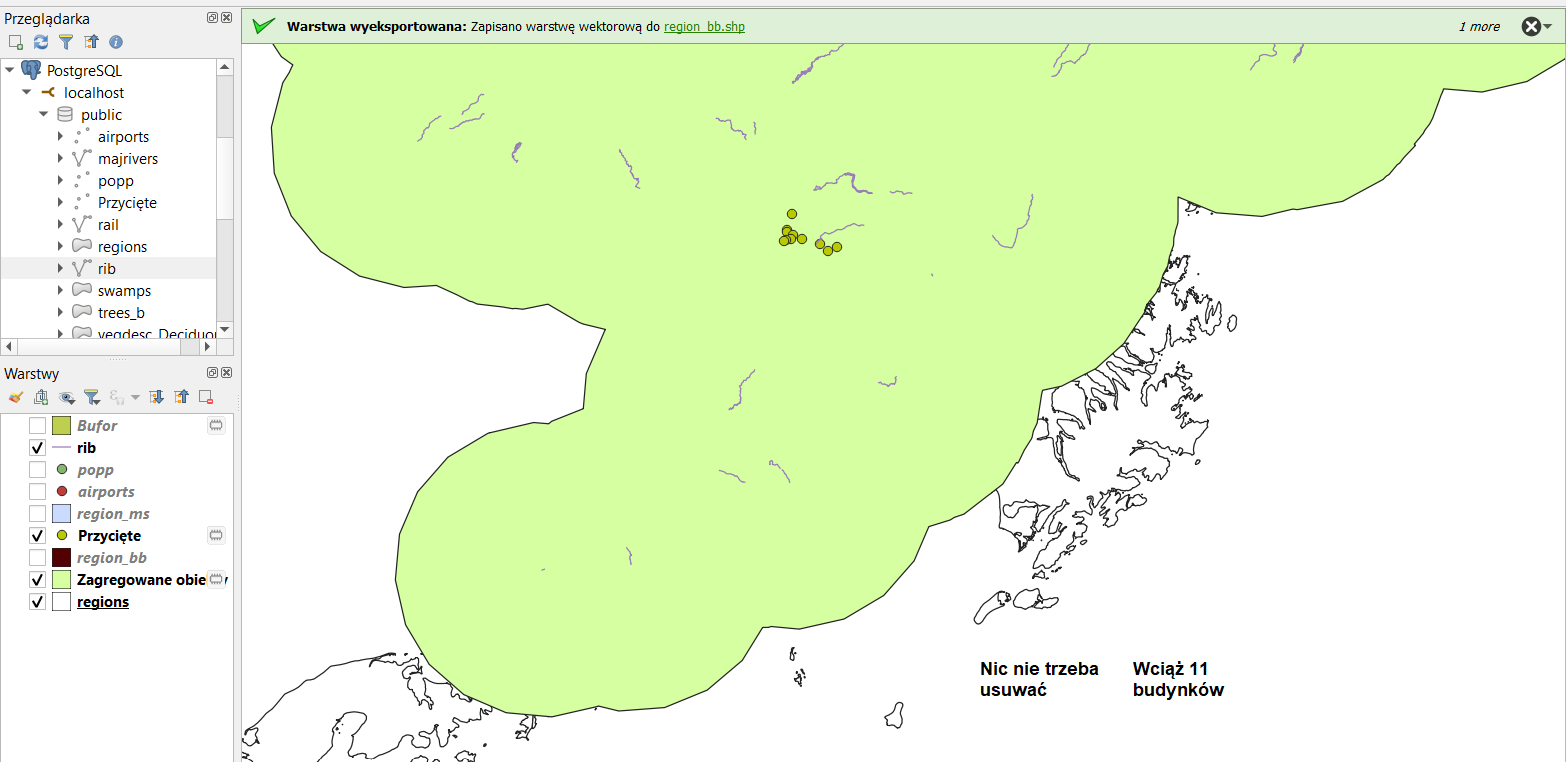 Przeglądarka
PostgreSQL
localhost
public
airports
majrivers
popp
Przycięte
rail
regions
rib
swamps
trees_b
Warstwy
Bufor
rib
popp
airports
region_ms
Przycięte
region_bb
Zagregowane
regions
Warstwa wyeksportowana: Zapisano warstwę wektorową do region_bb.shp
1 more
Nic nie trzeba
usuwać
Wciąż 11
budynków